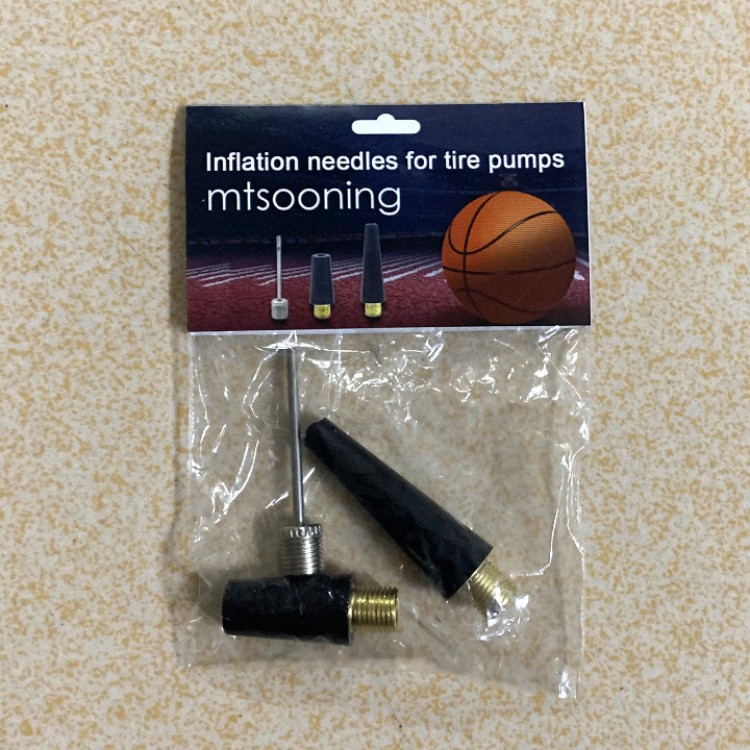 Inflation needles for tire pumps
mtsooning